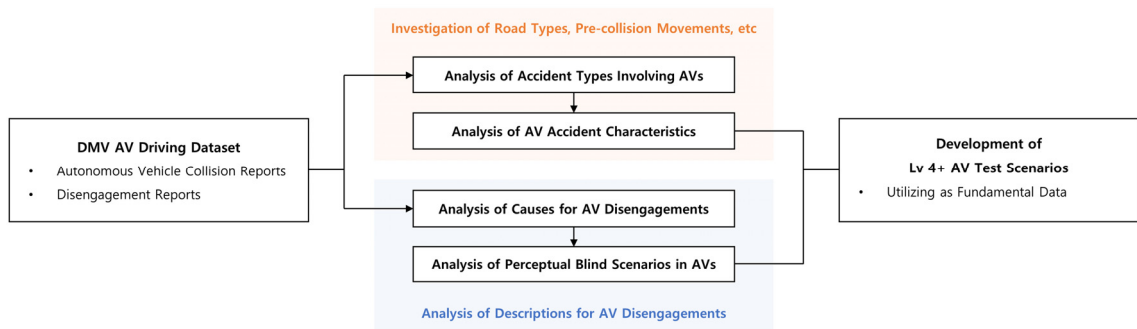 Investigation of Road Types, Pre-collision Movements, etc
Analysis of Accident Types Involving AVs
Analysis of AV Accident Characteristics
DMV AV Driving Dataset
• Autonomous Vehicle Collision Reports
• Disengagement Reports
Analysis of Causes for AV Disengagements
Analysis of Perceptual Blind Scenarios in AVs
Analysis of Descriptions for AV Disengagements
Development of
Lv 4+ AV Test Scenarios
• Utilizing as Fundamental Data